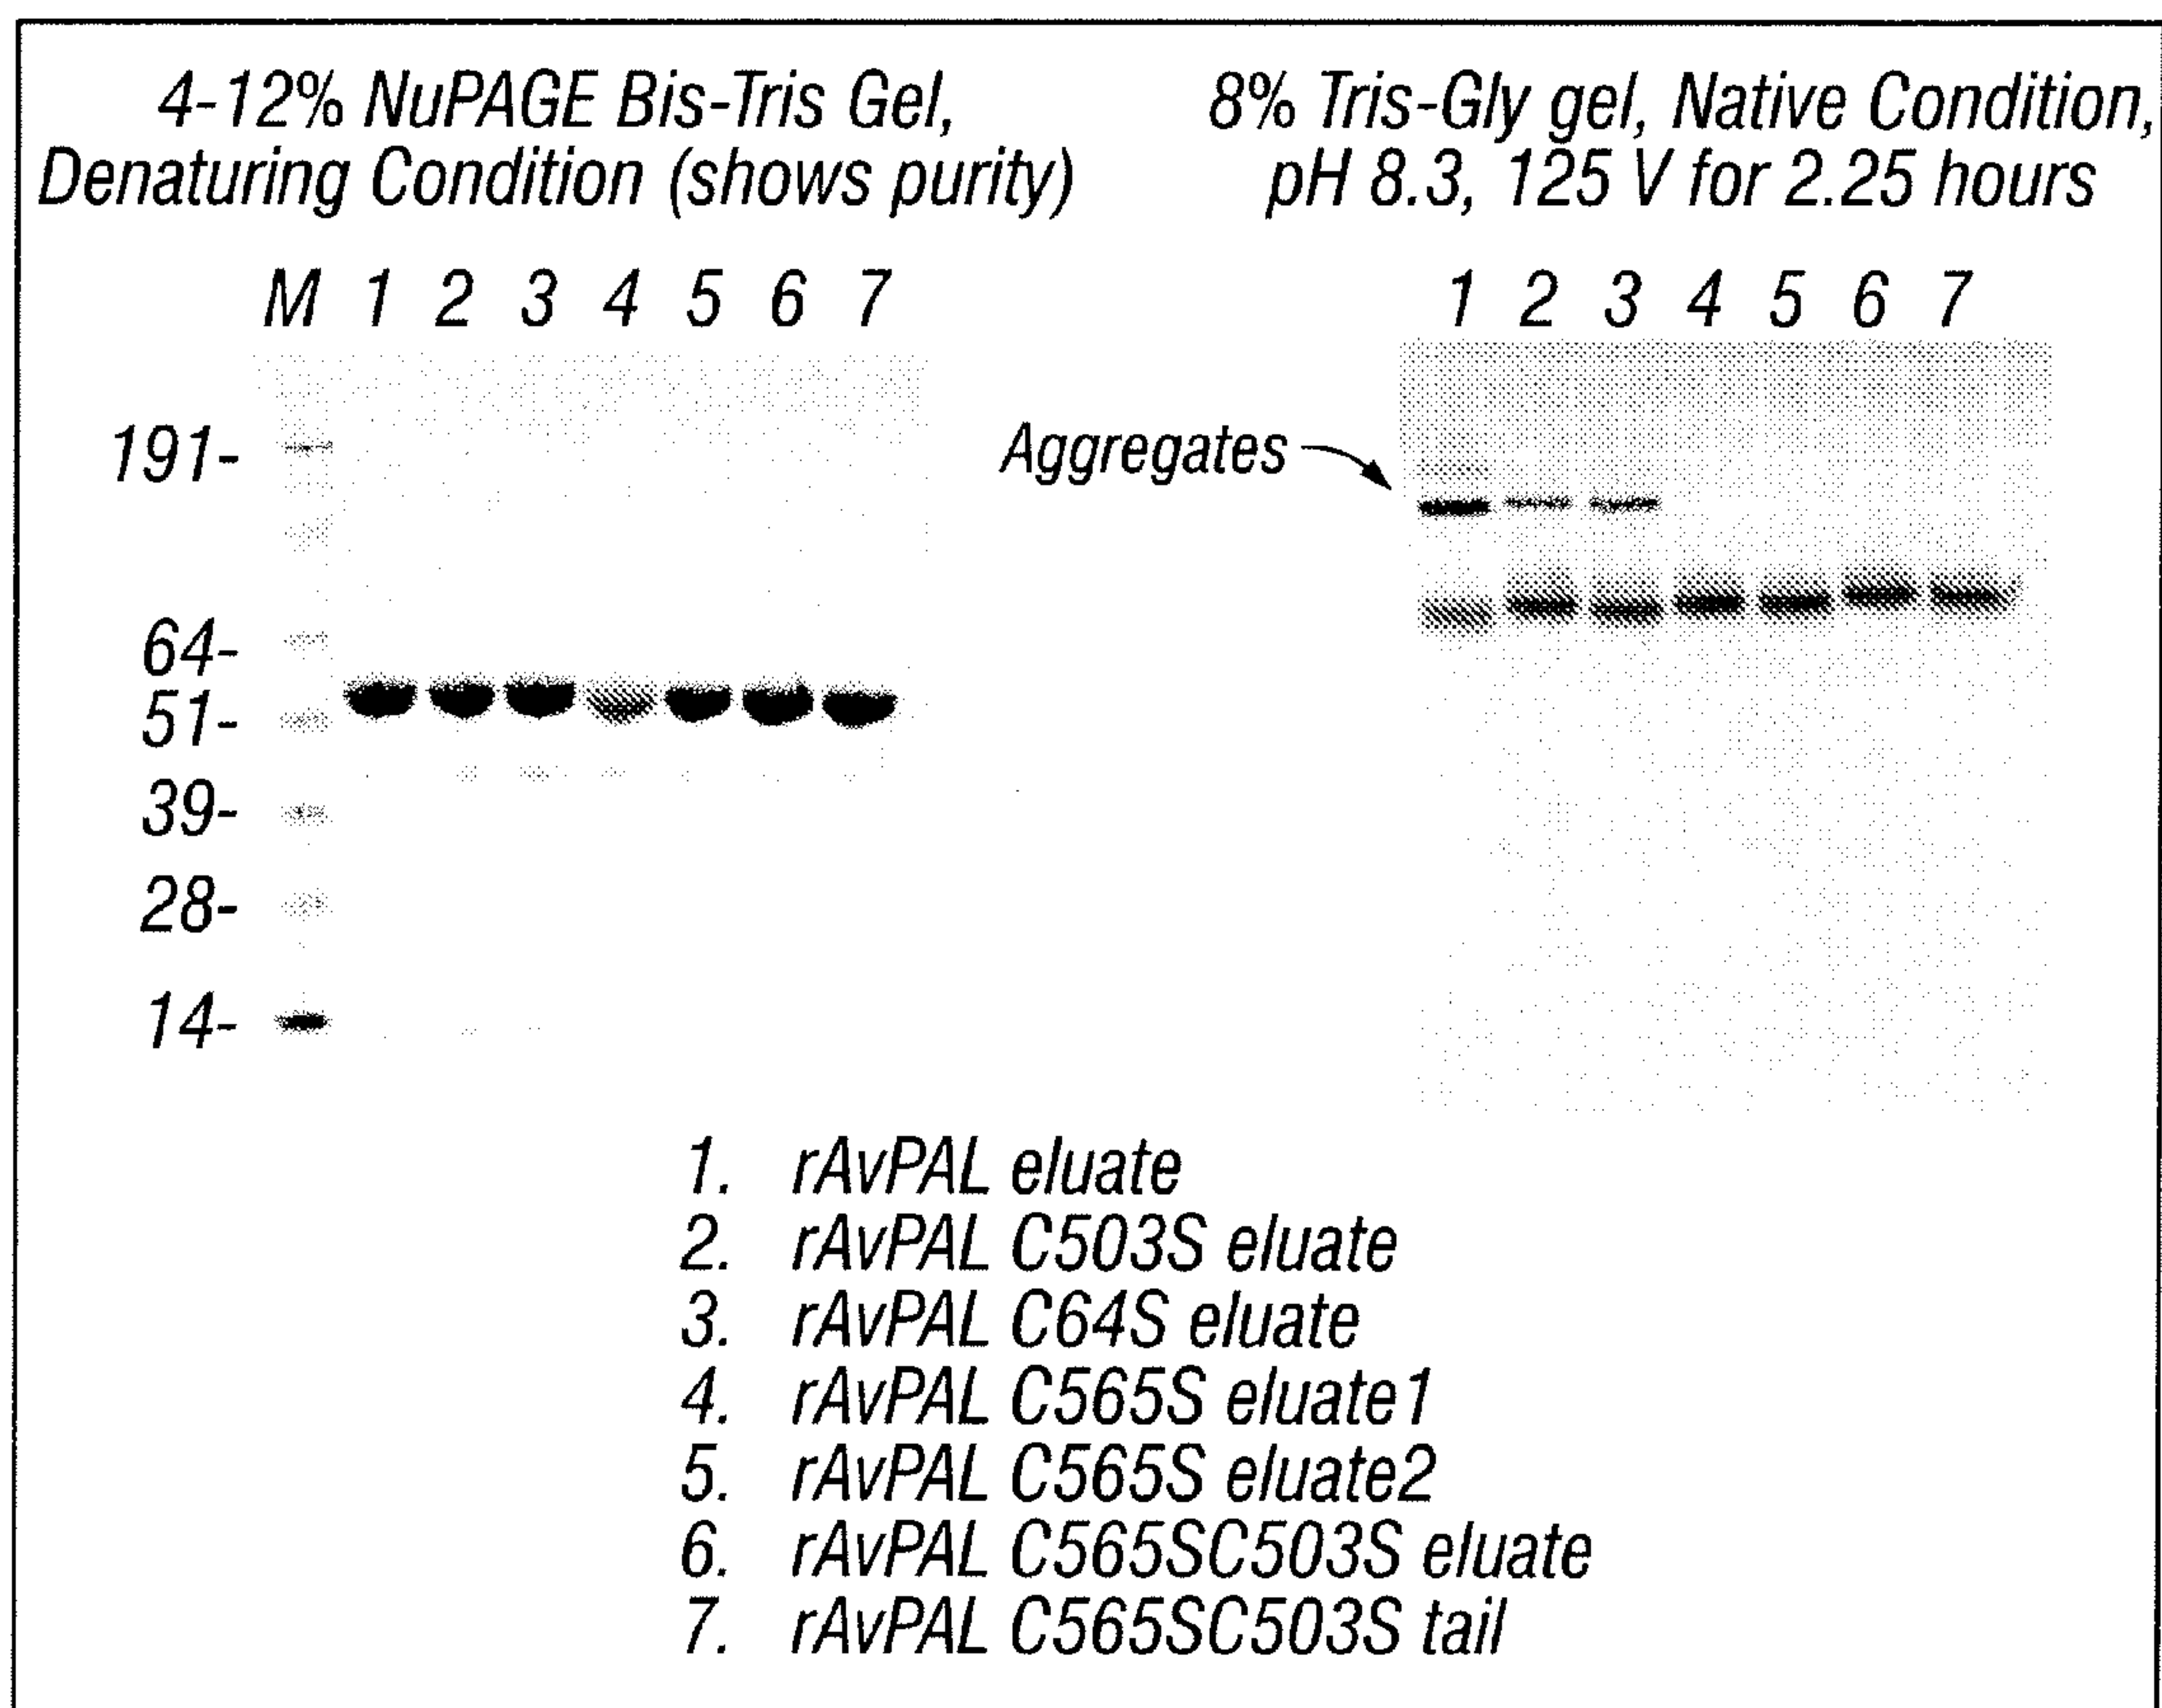 4-12% NuPAGE Bis-Tris Gel,
Denaturing Condition (shows purity)
8% Tris-Gly gel, Native Condition,
pH 8.3, 125 V for 2.25 hours
M 1 2 3 4 5 6 7
1 2 3 4 5 6 7
191-
64-
51-
39-
28-
14-
Aggregates
1. rAvPAL eluate
2. rAvPAL C503S eluate
3. rAvPAL C64S eluate
4. rAvPAL C565S eluate1
5. rAvPAL C565S eluate2
6. rAvPAL C565SC503S eluate
7. rAvPAL C565SC503S tail